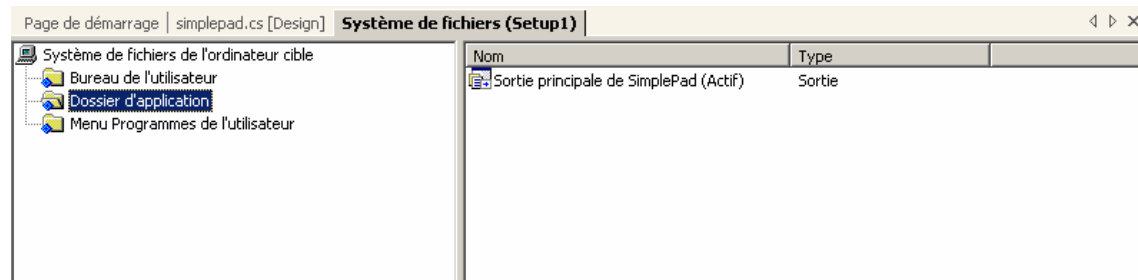 Page de démarrage simplepad.cs [Design] Système de fichiers (Setup1)
Système de fichiers de l'ordinateur cible
Bureau de l'utilisateur
Dossier d'application
Menu Programmes de l'utilisateur
Nom Type
Sortie principale de SimplePad (Actif) Sortie